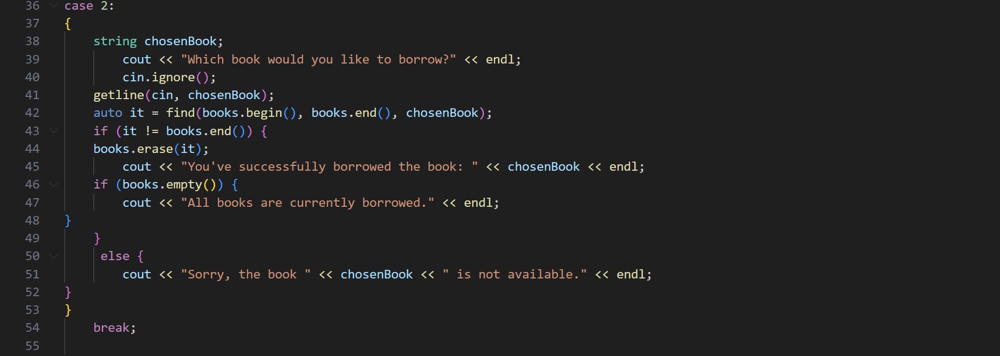 36 case 2:
37 {
38     string chosenBook;
39         cout << "Which book would you like to borrow?" << endl;
40         cin.ignore();
41     getline(cin, chosenBook);
42     auto it = find(books.begin(), books.end(), chosenBook);
43     if (it != books.end()) {
44     books.erase(it);
45         cout << "You've successfully borrowed the book: " << chosenBook << endl;
46     if (books.empty()) {
47         cout << "All books are currently borrowed." << endl;
48 }
49     }
50      else {
51         cout << "Sorry, the book " << chosenBook << " is not available." << endl;
52 }
53 }
54     break;
55